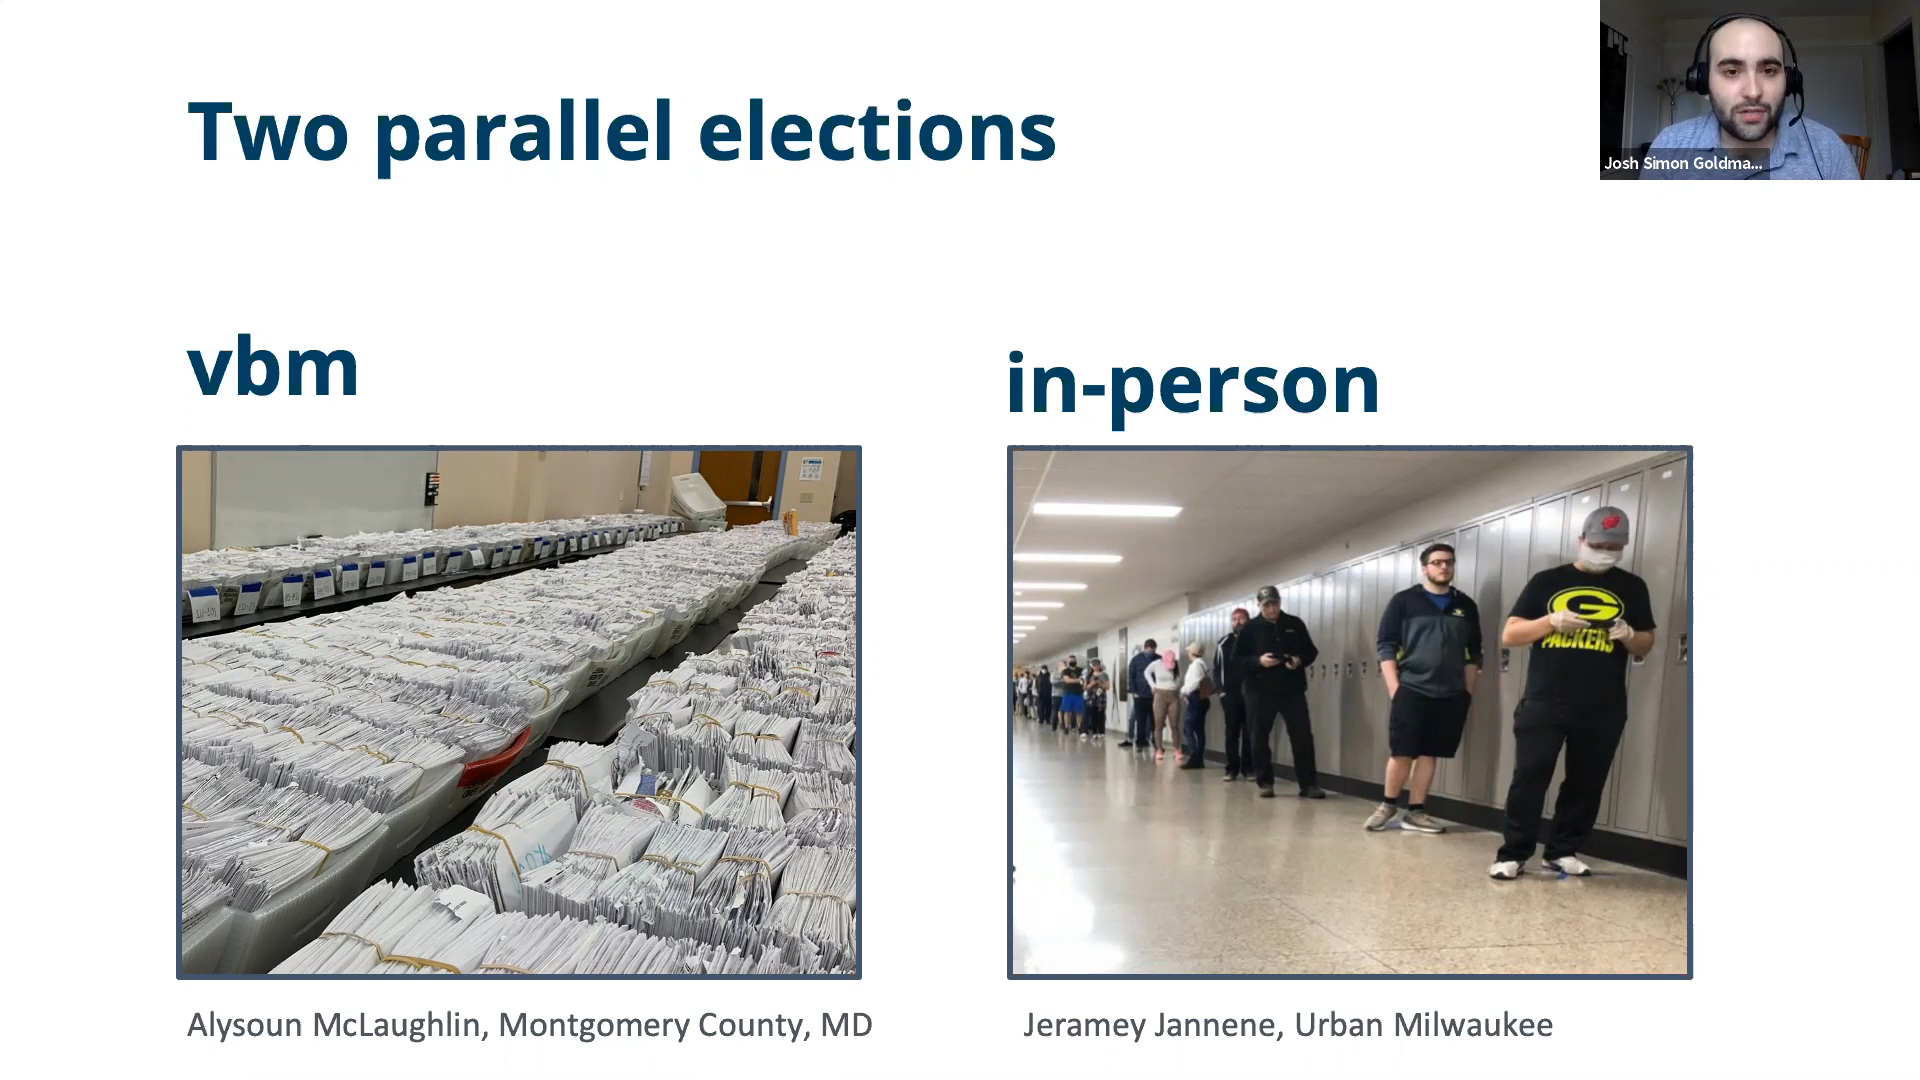 Two parallel elections
Josh Simon Goldma...
vbm
in-person
G
PACKERS
Alysoun McLaughlin, Montgomery County, MD
Jeramey Jannene, Urban Milwaukee